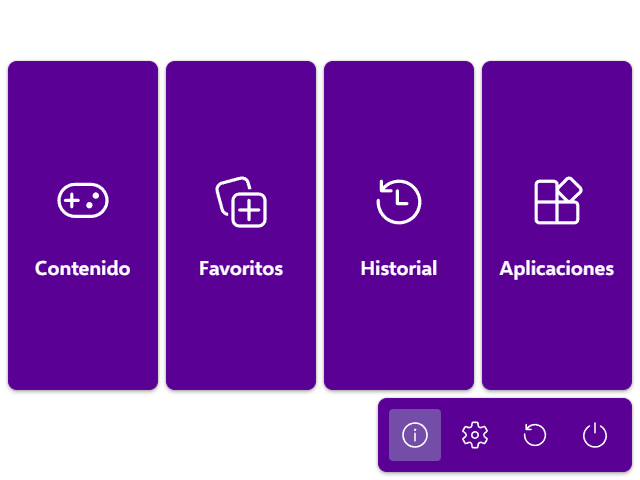 Contenido
Favoritos
Historial
Aplicaciones